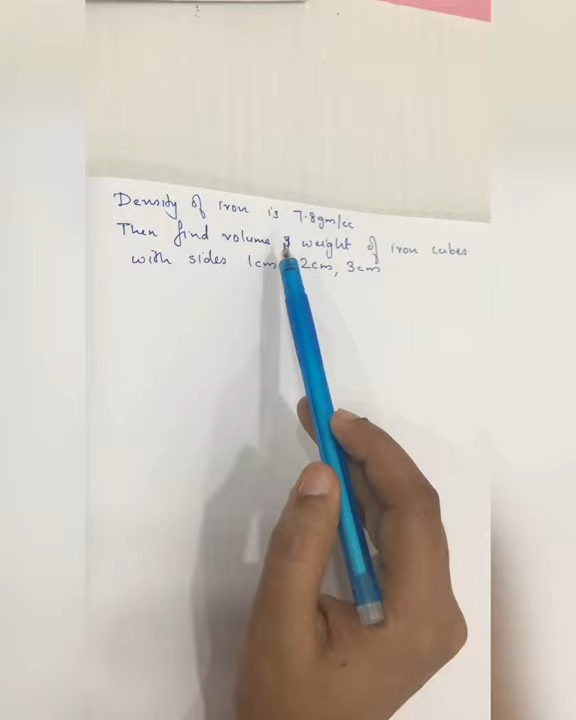 Density of iron is 7.8gm/cc
Then find volume & weight of iron cubes
with sides 1cm 2cm, 3cm